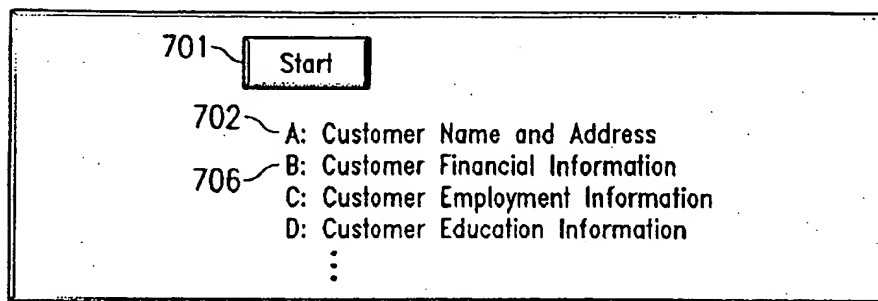 701 Start
702 A: Customer Name and Address
706 B: Customer Financial Information
C: Customer Employment Information
D: Customer Education Information